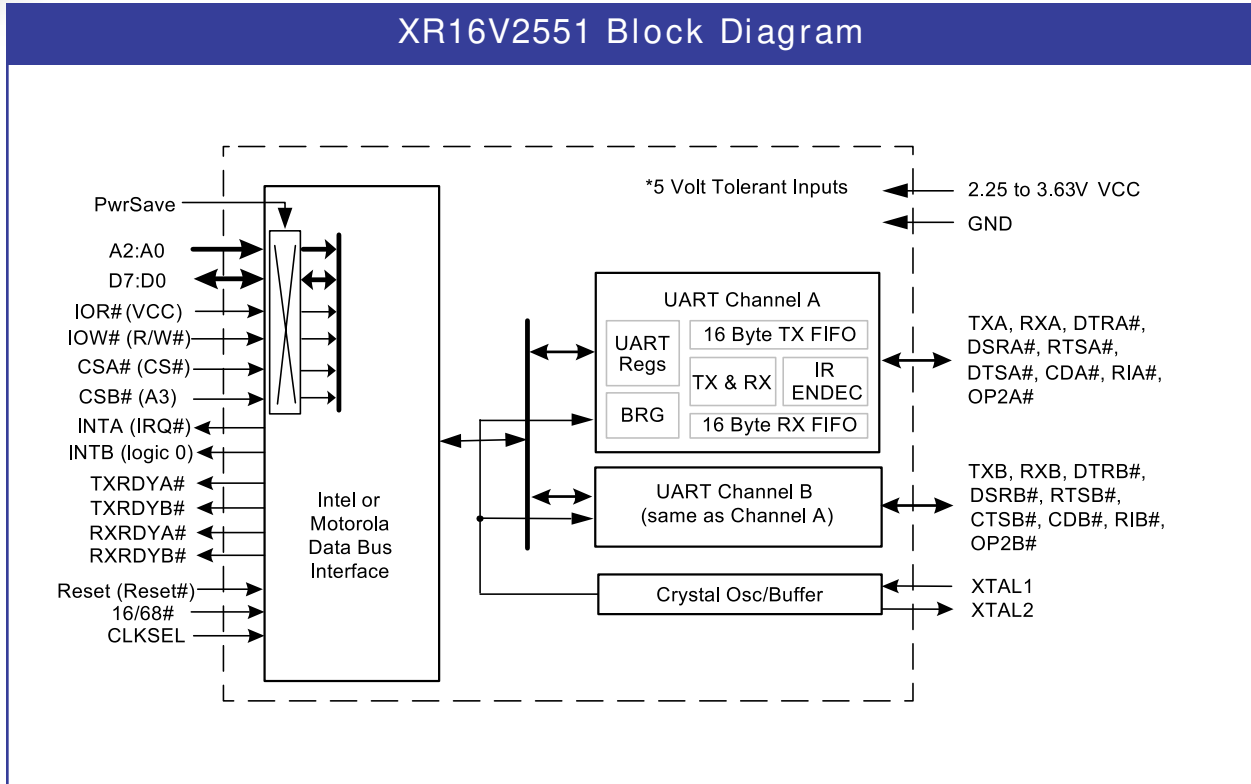 XR16V2551 Block Diagram
*5 Volt Tolerant Inputs
2.25 to 3.63V VCC
GND
PwrSave
A2:A0
D7:D0
IOR# (VCC)
IOW# (R/W#)
CSA# (CS#)
CSB# (A3)
INTA (IRQ#)
INTB (logic 0)
TXRDYA#
TXRDYB#
RXRDYA#
RXRDYB#
Reset (Reset#)
16/68#
CLKSEL
Intel or
Motorola
Data Bus
Interface
UART Channel A
UART
Regs
BRG
16 Byte TX FIFO
TX & RX
IR
ENDEC
16 Byte RX FIFO
UART Channel B
(same as Channel A)
Crystal Osc/Buffer
TXA, RXA, DTRA#,
DSRA#, RTSA#,
DTSA#, CDA#, RIA#,
OP2A#
TXB, RXB, DTRB#,
DSRB#, RTSB#,
CTSB#, CDB#, RIB#,
OP2B#
XTAL1
XTAL2